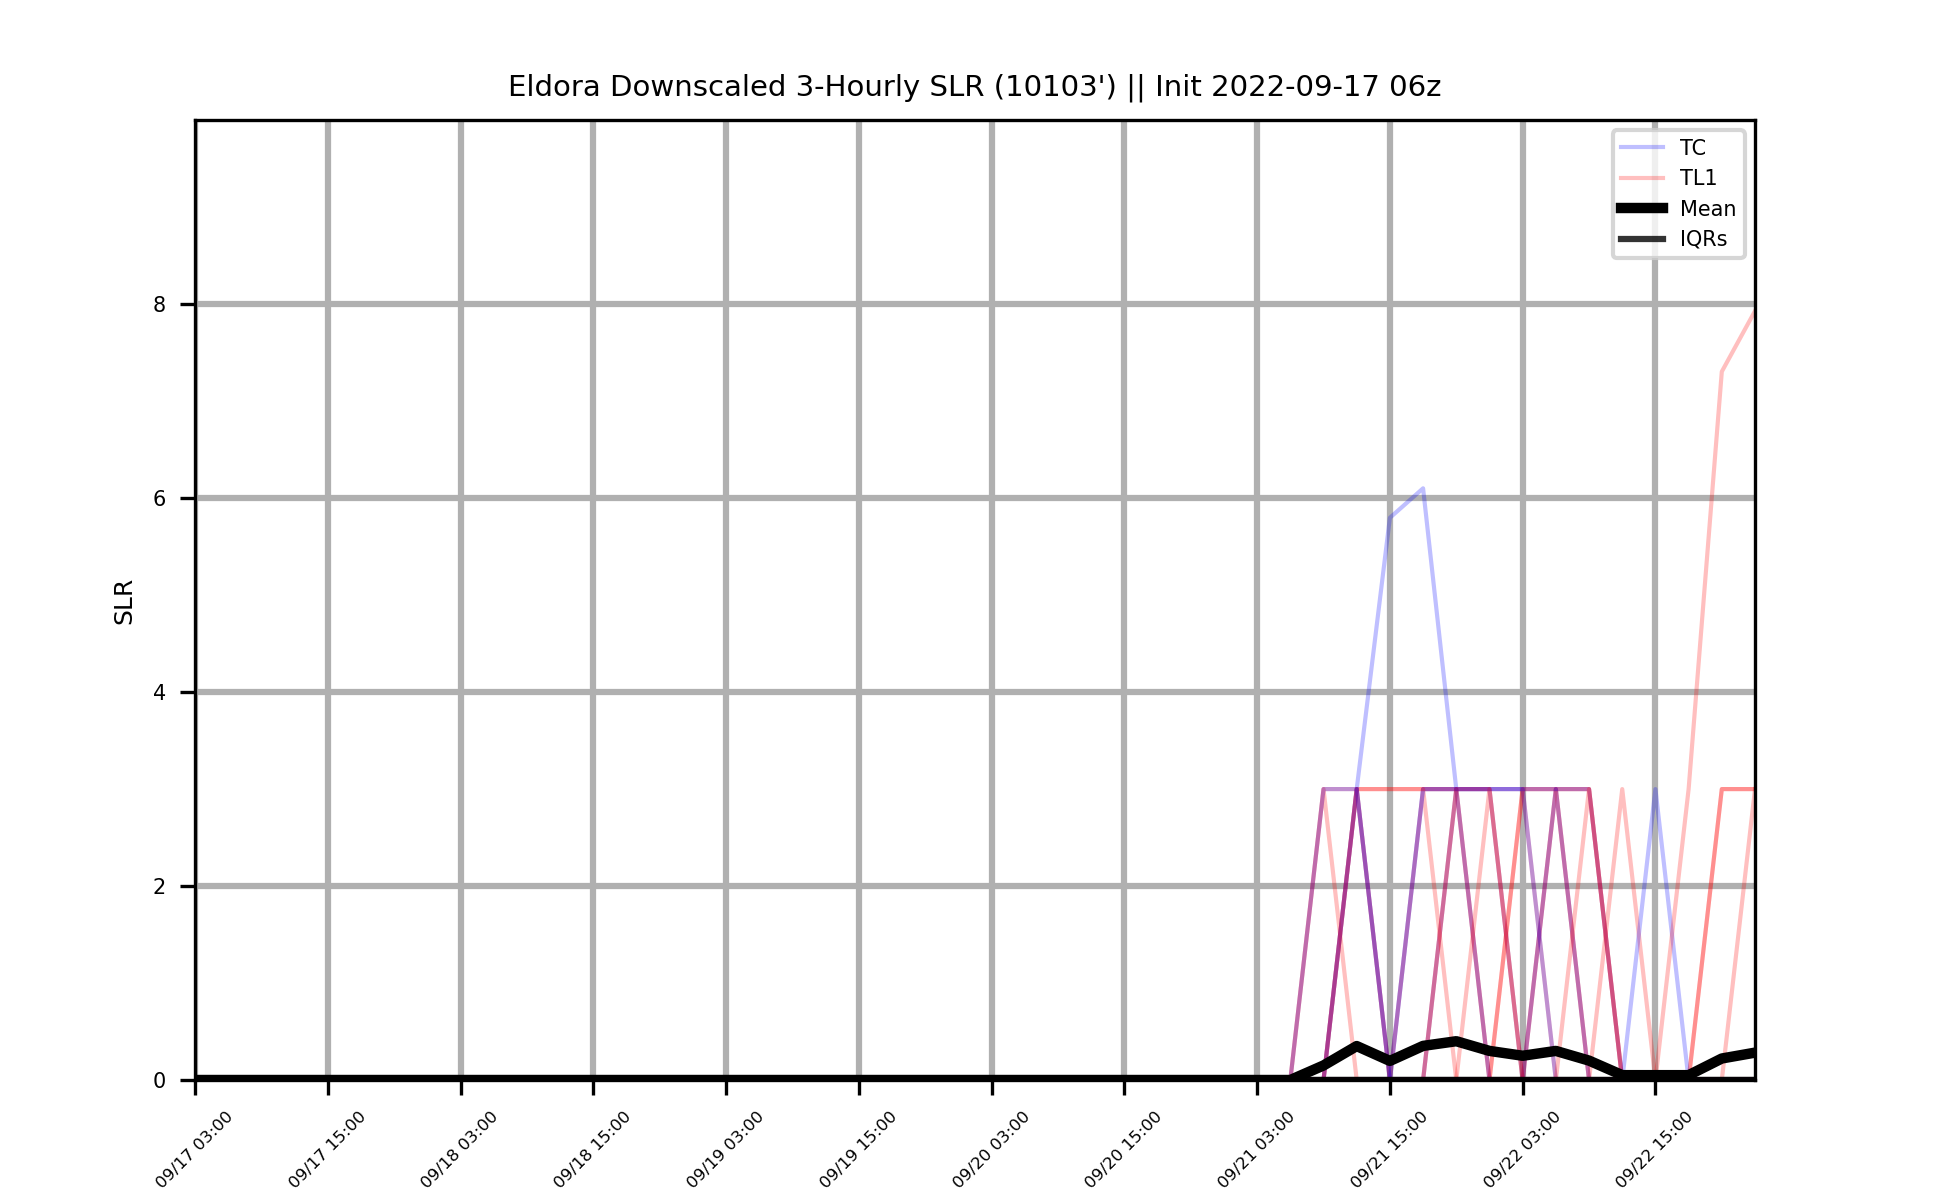 Eldora Downscaled 3-Hourly SLR (10103') || Init 2022-09-17 06z
TC
TL1
Mean
IQRs
SLR
8
6
4
2
0
09/17 03:00
09/17 15:00
09/18 03:00
09/18 15:00
09/19 03:00
09/19 15:00
09/20 03:00
09/20 15:00
09/21 03:00
09/21 15:00
09/22 03:00
09/22 15:00